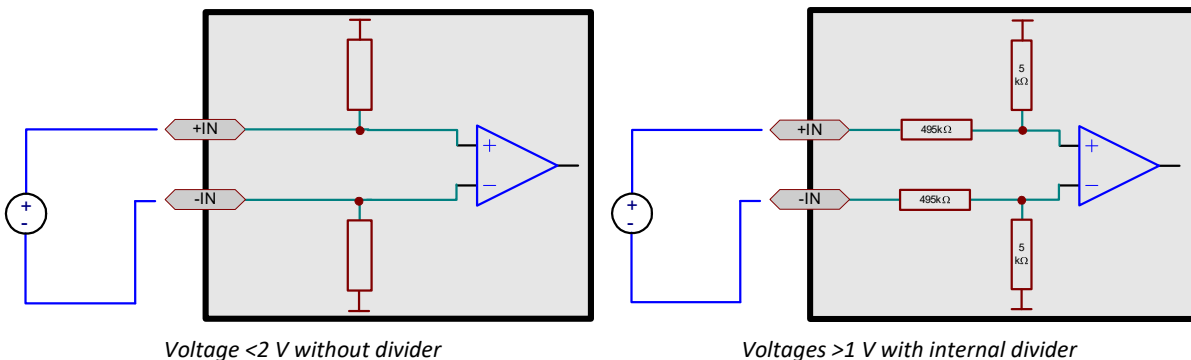 +IN
+
-IN
−
+
-
Voltage <2 V without divider
5
kΩ
+IN
495kΩ
+
-IN
495kΩ
−
+
-
5
kΩ
Voltages >1 V with internal divider